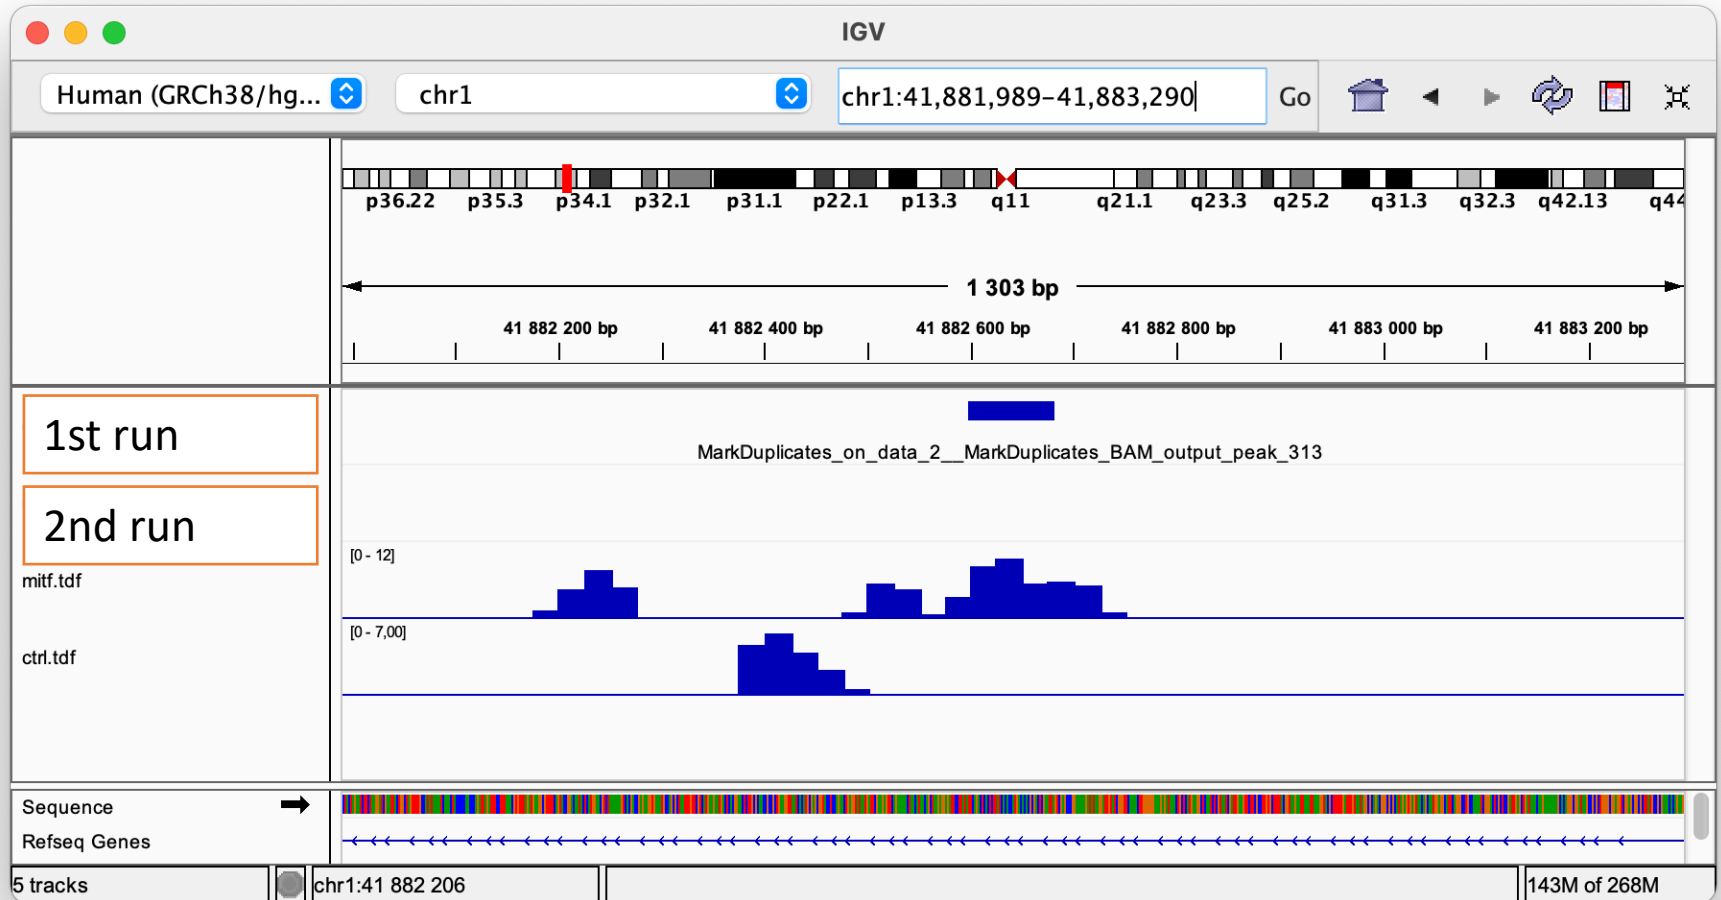 IGV
Human (GRCh38/hg... chr1 chr1:41,881,989-41,883,290 Go
p36.22 p35.3 p34.1 p32.1 p31.1 p22.1 p13.3 q11 q21.1 q23.3 q25.2 q31.3 q32.3 q42.13 q44
1 303 bp
41 882 200 bp 41 882 400 bp 41 882 600 bp 41 882 800 bp 41 883 000 bp 41 883 200 bp
1st run
MarkDuplicates_on_data_2__MarkDuplicates_BAM_output_peak_313
2nd run
[0 - 12]
mitf.tdf
[0 - 7,00]
ctrl.tdf
Sequence
Refseq Genes
5 tracks chr1:41 882 206 143M of 268M